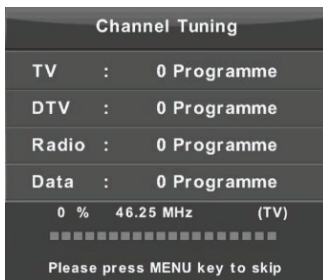 Channel Tuning
TV : 0 Programme
DTV : 0 Programme
Radio : 0 Programme
Data : 0 Programme
0 % 46.25 MHz (TV)
Please press MENU key to skip